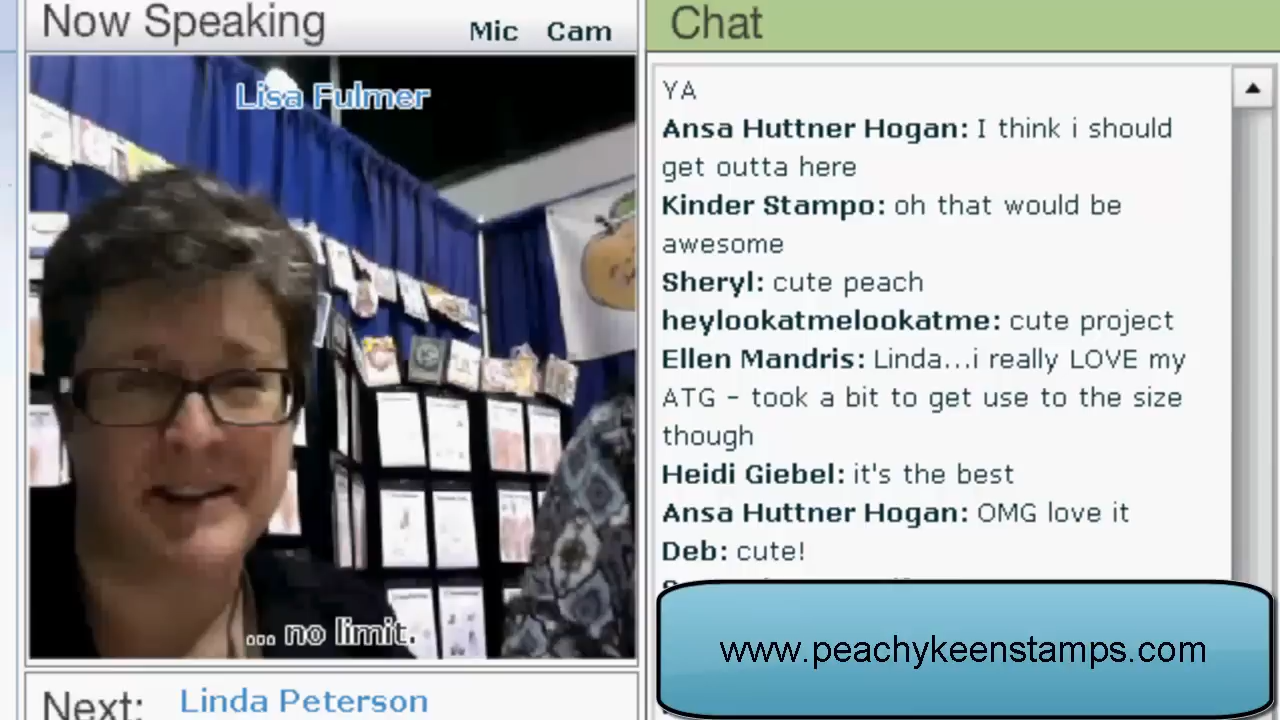 Now Speaking
Mic Cam
Lisa Fulmer
... no limit.
Next: Linda Peterson
Chat
YA
Ansa Huttner Hogan: I think i should
get outta here
Kinder Stampo: oh that would be
awesome
Sheryl: cute peach
heylookatmelookatme: cute project
Ellen Mandris: Linda...i really LOVE my
ATG - took a bit to get use to the size
though
Heidi Giebel: it's the best
Ansa Huttner Hogan: OMG love it
Deb: cute!
www.peachykeenstamps.com